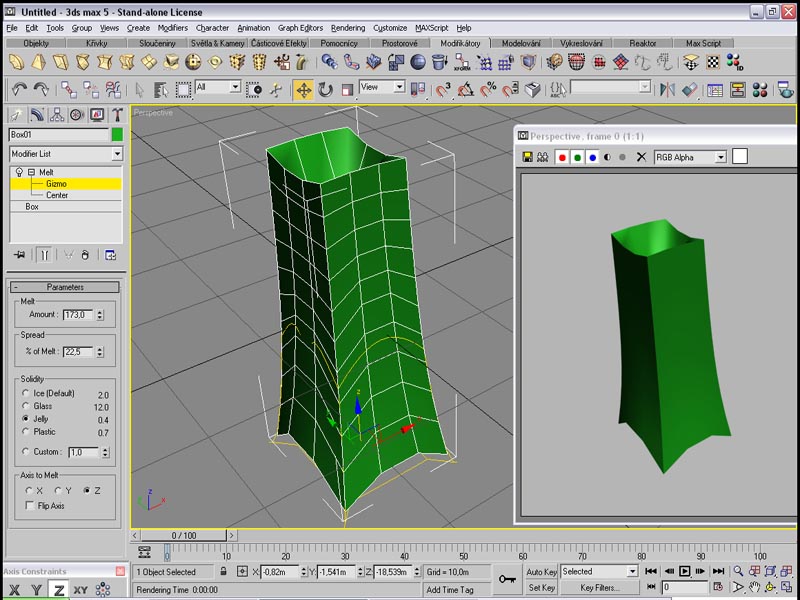 Untitled - 3ds max 5 - Stand-alone License
File Edit Tools Group Views Create Modifiers Character Animation Graph Editors Rendering Customize MAXScript Help
Objekty Křivky Sloučeniny Světla & Kamery Částicové Efekty Pomocníci Prostorové Modifikátory Modelování Vykreslování Reaktor Max Script
XFORM
ID
All
View
3
ABC
Box01
Modifier List
Melt
Gizmo
Center
Box
Parameters
Melt
Amount : 173,0
Spread
% of Melt : 22,5
Solidity
Ice (Default) 2.0
Glass 12.0
Jelly 0.4
Plastic 0.7
Custom : 1,0
Axis to Melt
X Y Z
Flip Axis
Perspective
z
x
z
Perspective, frame 0 (1:1)
RGB Alpha
0 / 100
0 10 20 30 40 50 60 70 80 90 100
Axis Constraints
X Y Z XY
1 Object Selected
X: -0,82m Y: -1,541m Z: -18,539m Grid = 10,0m
Auto Key Selected
Rendering Time: 0:00:00 Add Time Tag
Set Key Key Filters... 0